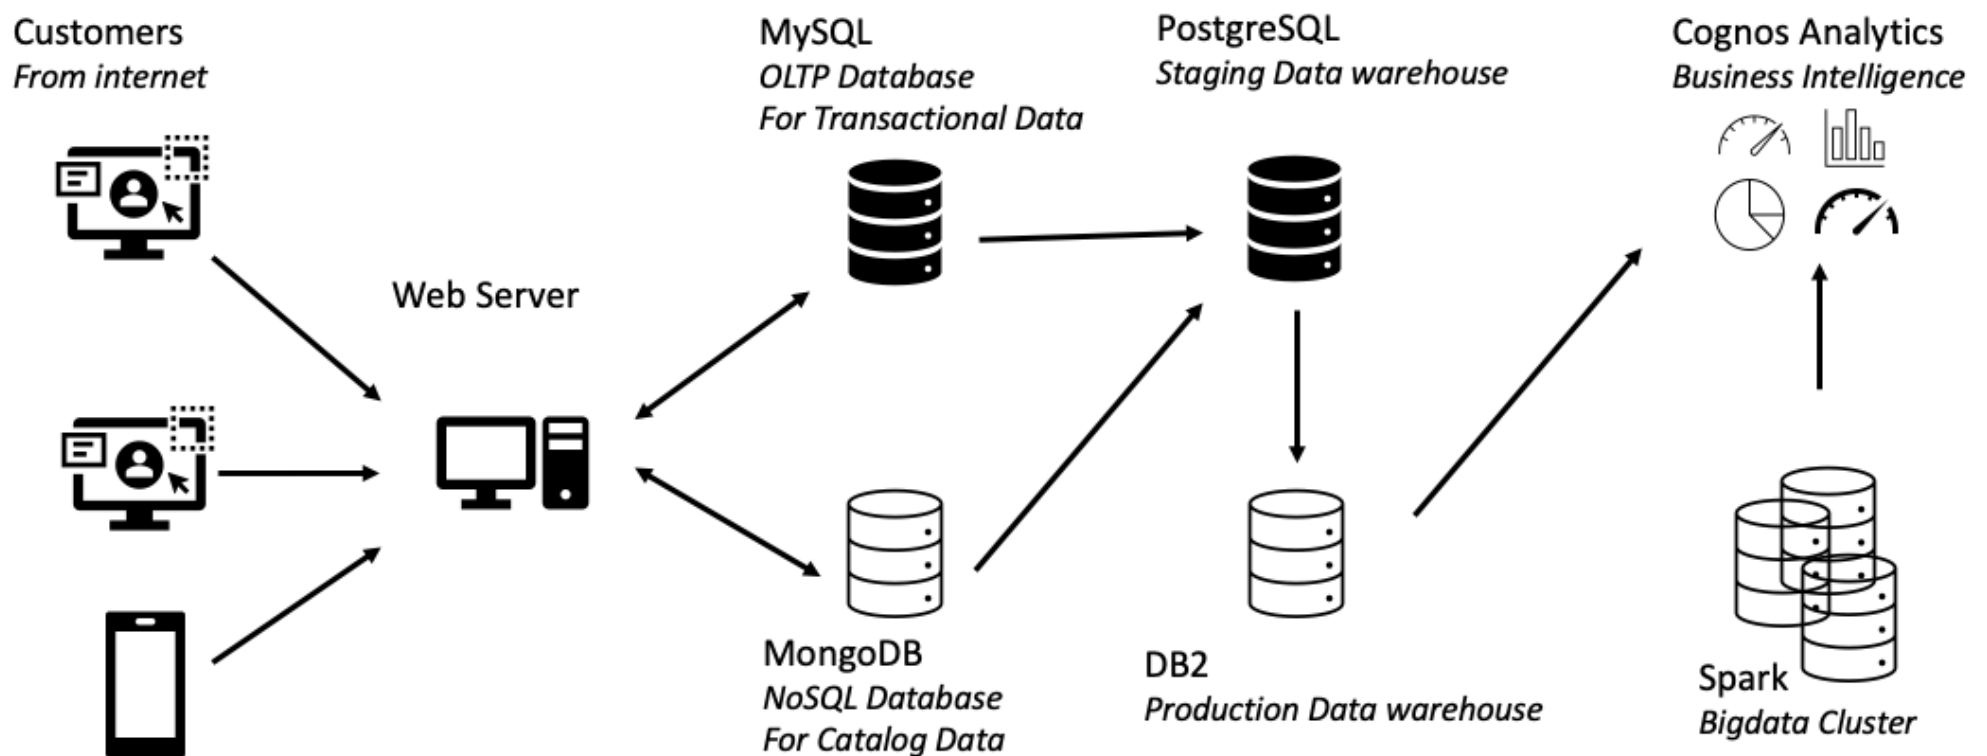 Customers
From internet
Web Server
MySQL
OLTP Database
For Transactional Data
MongoDB
NoSQL Database
For Catalog Data
PostgreSQL
Staging Data warehouse
DB2
Production Data warehouse
Cognos Analytics
Business Intelligence
Spark
Bigdata Cluster